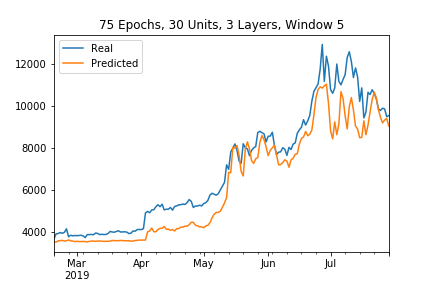 75 Epochs, 30 Units, 3 Layers, Window 5
Real
Predicted
12000
10000
8000
6000
4000
Mar
Apr
May
Jun
Jul
2019